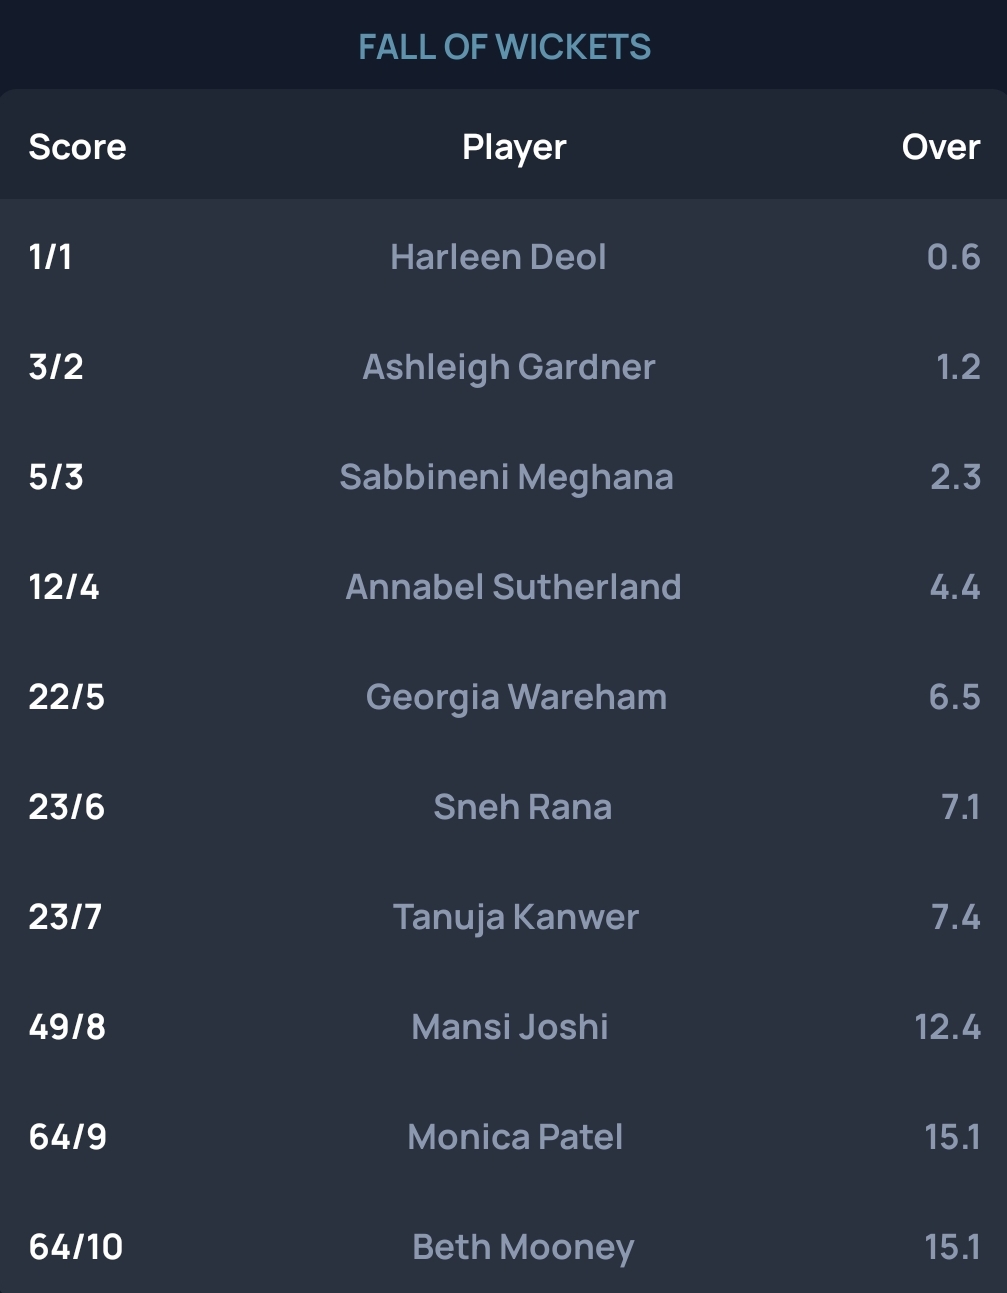 FALL OF WICKETS
Score Player Over
1/1 Harleen Deol 0.6
3/2 Ashleigh Gardner 1.2
5/3 Sabbineni Meghana 2.3
12/4 Annabel Sutherland 4.4
22/5 Georgia Wareham 6.5
23/6 Sneh Rana 7.1
23/7 Tanuja Kanwer 7.4
49/8 Mansi Joshi 12.4
64/9 Monica Patel 15.1
64/10 Beth Mooney 15.1